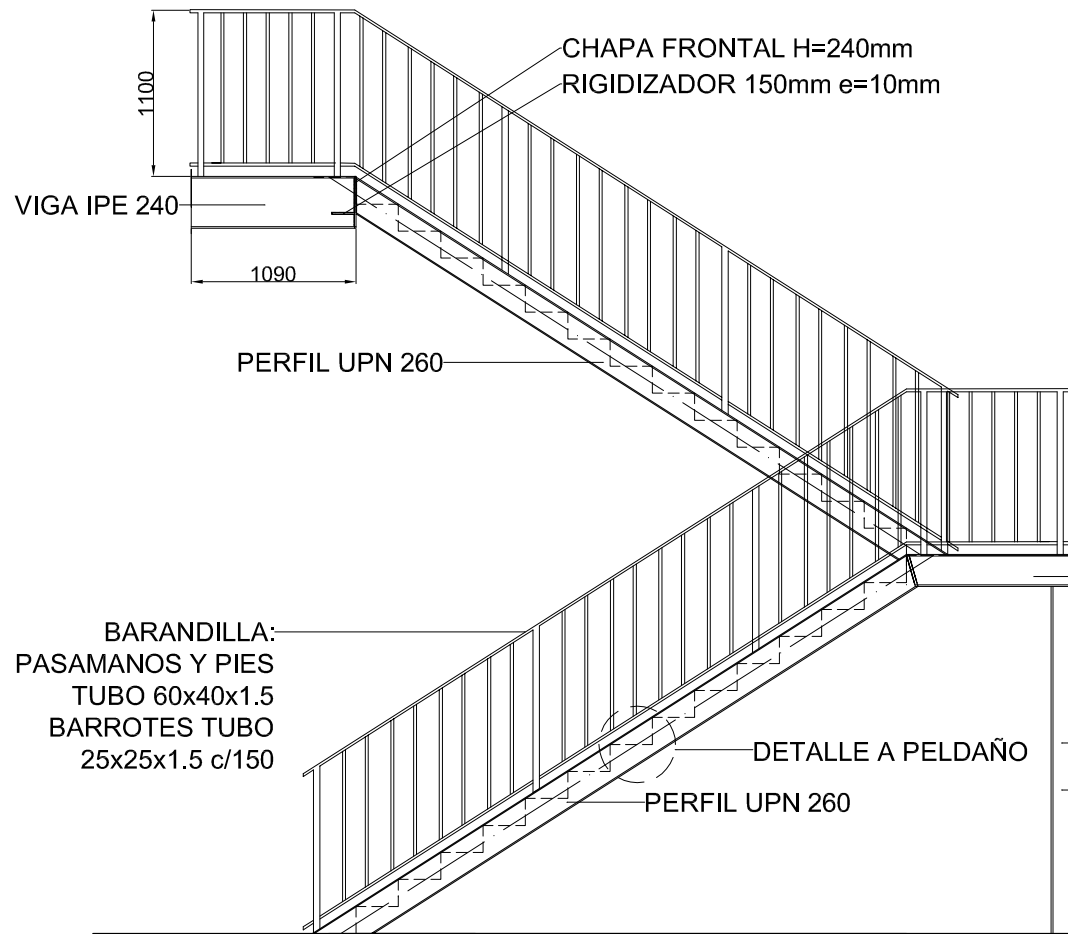 CHAPA FRONTAL H=240mm
RIGIDIZADOR 150mm e=10mm
1100
VIGA IPE 240
1090
PERFIL UPN 260
BARANDILLA:
PASAMANOS Y PIES
TUBO 60x40x1.5
BARROTES TUBO
25x25x1.5 c/150
DETALLE A PELDAÑO
PERFIL UPN 260